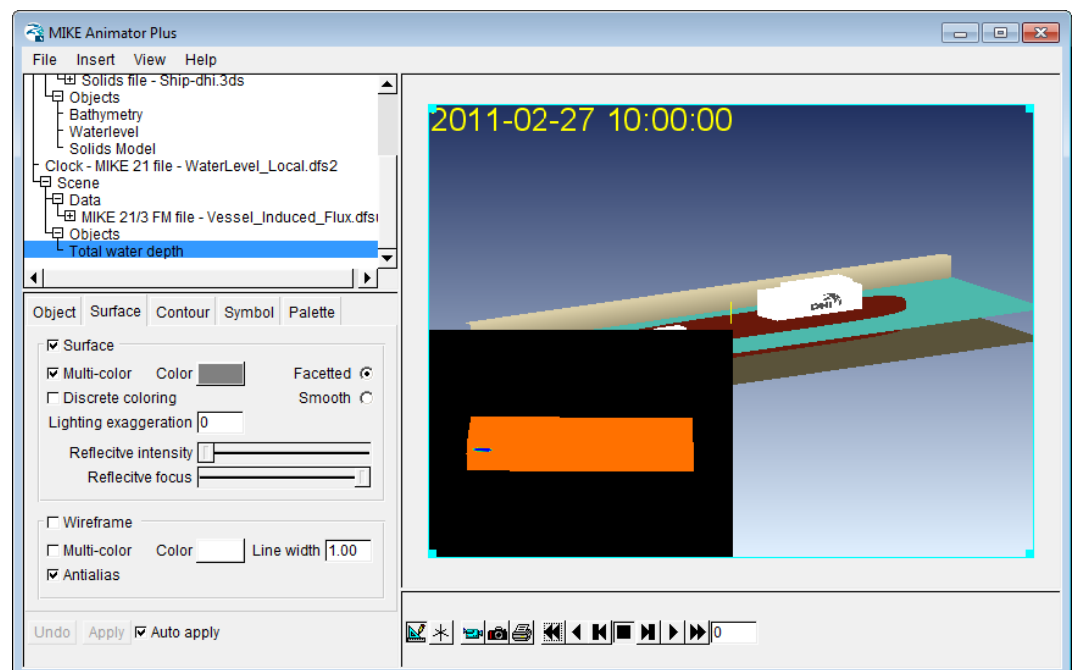 MIKE Animator Plus
File Insert View Help
Solids file - Ship-dhi.3ds
Objects
Bathymetry
Waterlevel
Solids Model
Clock - MIKE 21 file - WaterLevel_Local.dfs2
Scene
Data
MIKE 21/3 FM file - Vessel_Induced_Flux.dfsu
Objects
Total water depth
Object Surface Contour Symbol Palette
Surface
Multi-color Color Facetted
Discrete coloring Smooth
Lighting exaggeration 0
Reflecitve intensity
Reflecitve focus
Wireframe
Multi-color Color Line width 1.00
Antialias
Undo Apply Auto apply
2011-02-27 10:00:00
DHI
0